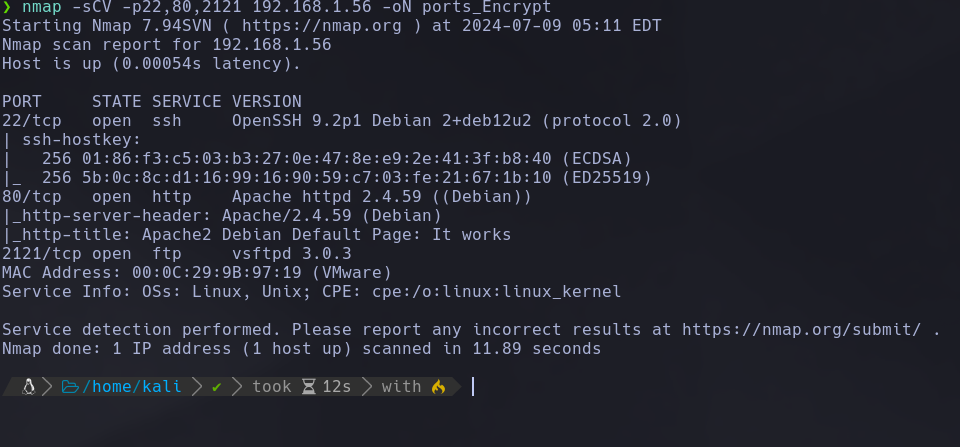 ❯ nmap -sCV -p22,80,2121 192.168.1.56 -oN ports_Encrypt
Starting Nmap 7.94SVN ( https://nmap.org ) at 2024-07-09 05:11 EDT
Nmap scan report for 192.168.1.56
Host is up (0.00054s latency).
PORT     STATE SERVICE VERSION
22/tcp   open  ssh     OpenSSH 9.2p1 Debian 2+deb12u2 (protocol 2.0)
| ssh-hostkey:
|   256 01:86:f3:c5:03:b3:27:0e:47:8e:e9:2e:41:3f:b8:40 (ECDSA)
|_  256 5b:0c:8c:d1:16:99:16:90:59:c7:03:fe:21:67:1b:10 (ED25519)
80/tcp   open  http    Apache httpd 2.4.59 ((Debian))
|_http-server-header: Apache/2.4.59 (Debian)
|_http-title: Apache2 Debian Default Page: It works
2121/tcp open  ftp     vsftpd 3.0.3
MAC Address: 00:0C:29:9B:97:19 (VMware)
Service Info: OSs: Linux, Unix; CPE: cpe:/o:linux:linux_kernel
Service detection performed. Please report any incorrect results at https://nmap.org/submit/ .
Nmap done: 1 IP address (1 host up) scanned in 11.89 seconds
/home/kali ✔ took ⌛ 12s with 🔥